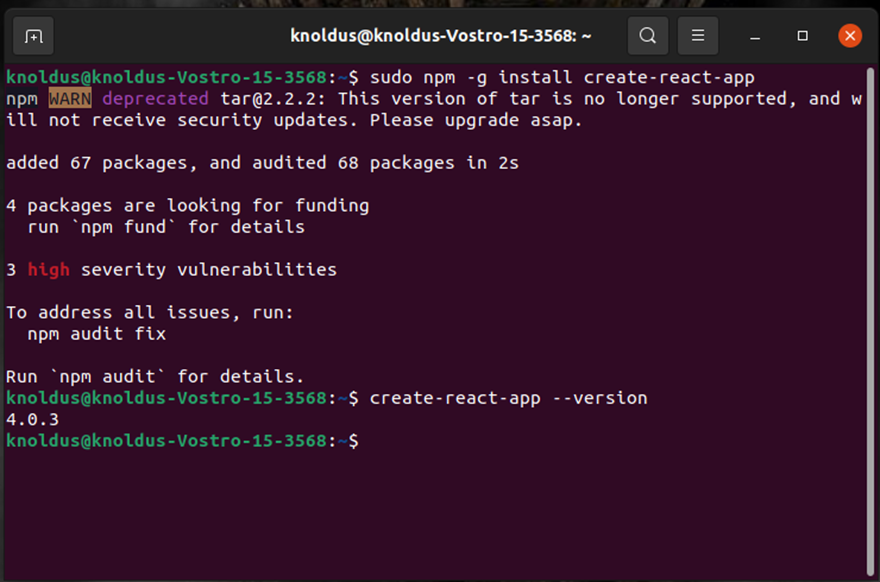 knoldus@knoldus-Vostro-15-3568: ~
knoldus@knoldus-Vostro-15-3568:~$ sudo npm -g install create-react-app
npm WARN deprecated tar@2.2.2: This version of tar is no longer supported, and w
ill not receive security updates. Please upgrade asap.
added 67 packages, and audited 68 packages in 2s
4 packages are looking for funding
  run `npm fund` for details
3 high severity vulnerabilities
To address all issues, run:
  npm audit fix
Run `npm audit` for details.
knoldus@knoldus-Vostro-15-3568:~$ create-react-app --version
4.0.3
knoldus@knoldus-Vostro-15-3568:~$